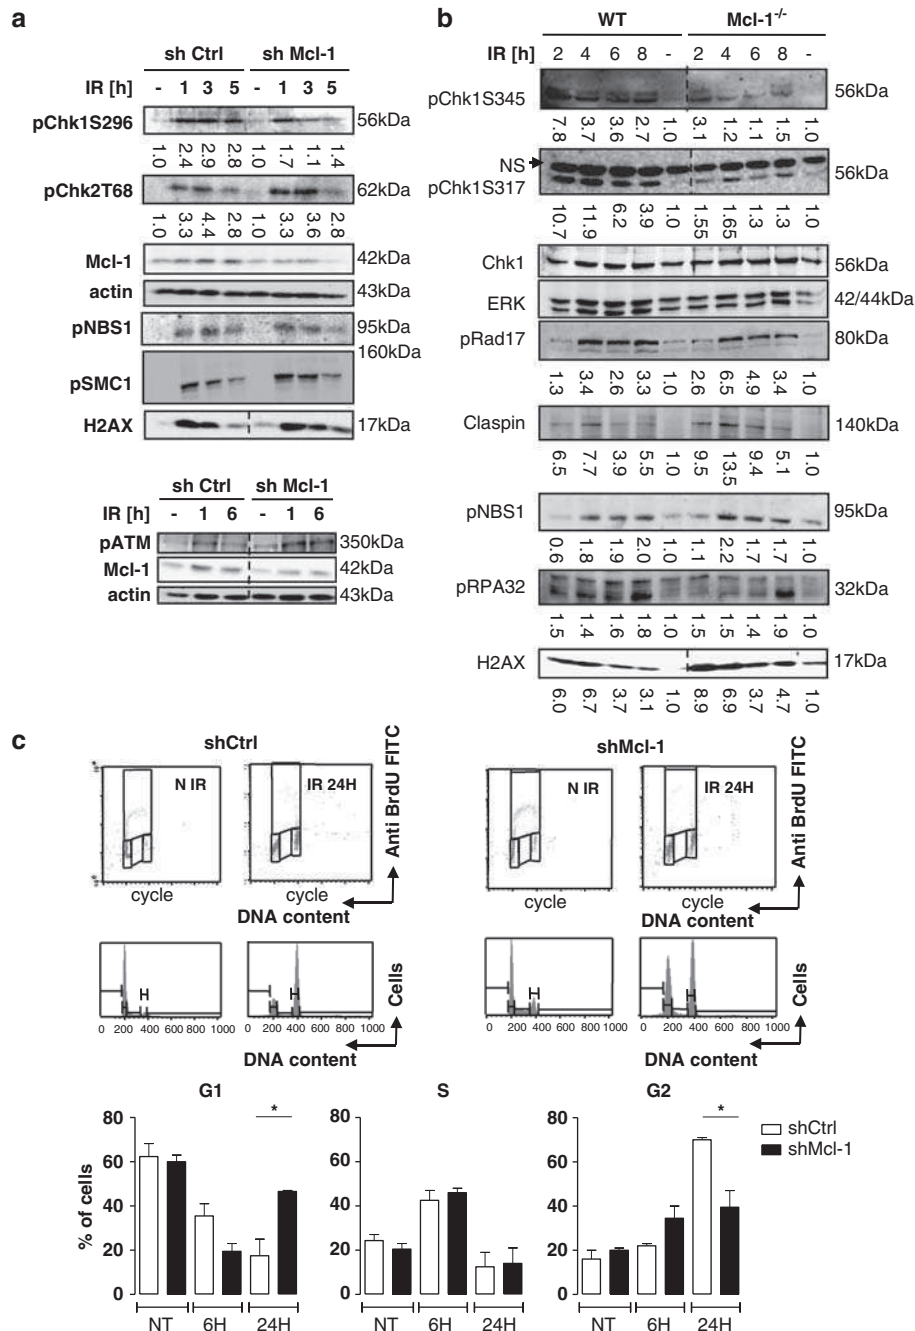 a
sh Ctrl sh Mcl-1
IR [h] - 1 3 5 - 1 3 5
pChk1S296 56kDa
1.0 2.4 2.9 2.8 1.0 1.7 1.1 1.4
pChk2T68 62kDa
1.0 3.3 4.4 2.8 1.0 3.3 3.6 2.8
Mcl-1 42kDa
actin 43kDa
pNBS1 95kDa
160kDa
pSMC1
H2AX 17kDa
sh Ctrl sh Mcl-1
IR [h] - 1 6 - 1 6
pATM 350kDa
Mcl-1 42kDa
actin 43kDa
b
WT Mcl-1-/-
IR [h] 2 4 6 8 - 2 4 6 8 -
pChk1S345 56kDa
7.8 3.7 3.6 2.7 1.0 3.1 1.2 1.1 1.5 1.0
NS
pChk1S317 56kDa
10.7 11.9 6.2 3.9 1.0 1.55 1.65 1.3 1.3 1.0
Chk1 56kDa
ERK 42/44kDa
pRad17 80kDa
1.3 3.4 2.6 3.3 1.0 2.6 6.5 4.9 3.4 1.0
Claspin 140kDa
6.5 7.7 3.9 5.5 1.0 9.5 13.5 9.4 5.1 1.0
pNBS1 95kDa
0.6 1.8 1.9 2.0 1.0 1.1 2.2 1.7 1.7 1.0
pRPA32 32kDa
1.5 1.4 1.6 1.8 1.0 1.5 1.5 1.4 1.9 1.0
H2AX 17kDa
6.0 6.7 3.7 3.1 1.0 8.9 6.9 3.7 4.7 1.0
c
shCtrl
N IR IR 24H
Anti BrdU FITC
cycle cycle
DNA content
Cells
0 200 400 600 800 1000 0 200 400 600 800 1000
DNA content
shMcl-1
N IR IR 24H
Anti BrdU FITC
cycle cycle
DNA content
Cells
0 200 400 600 800 1000 0 200 400 600 800 1000
DNA content
G1
*
% of cells
80
60
40
20
0
NT 6H 24H
S
80
60
40
20
0
NT 6H 24H
G2
*
80
60
40
20
0
NT 6H 24H
shCtrl
shMcl-1